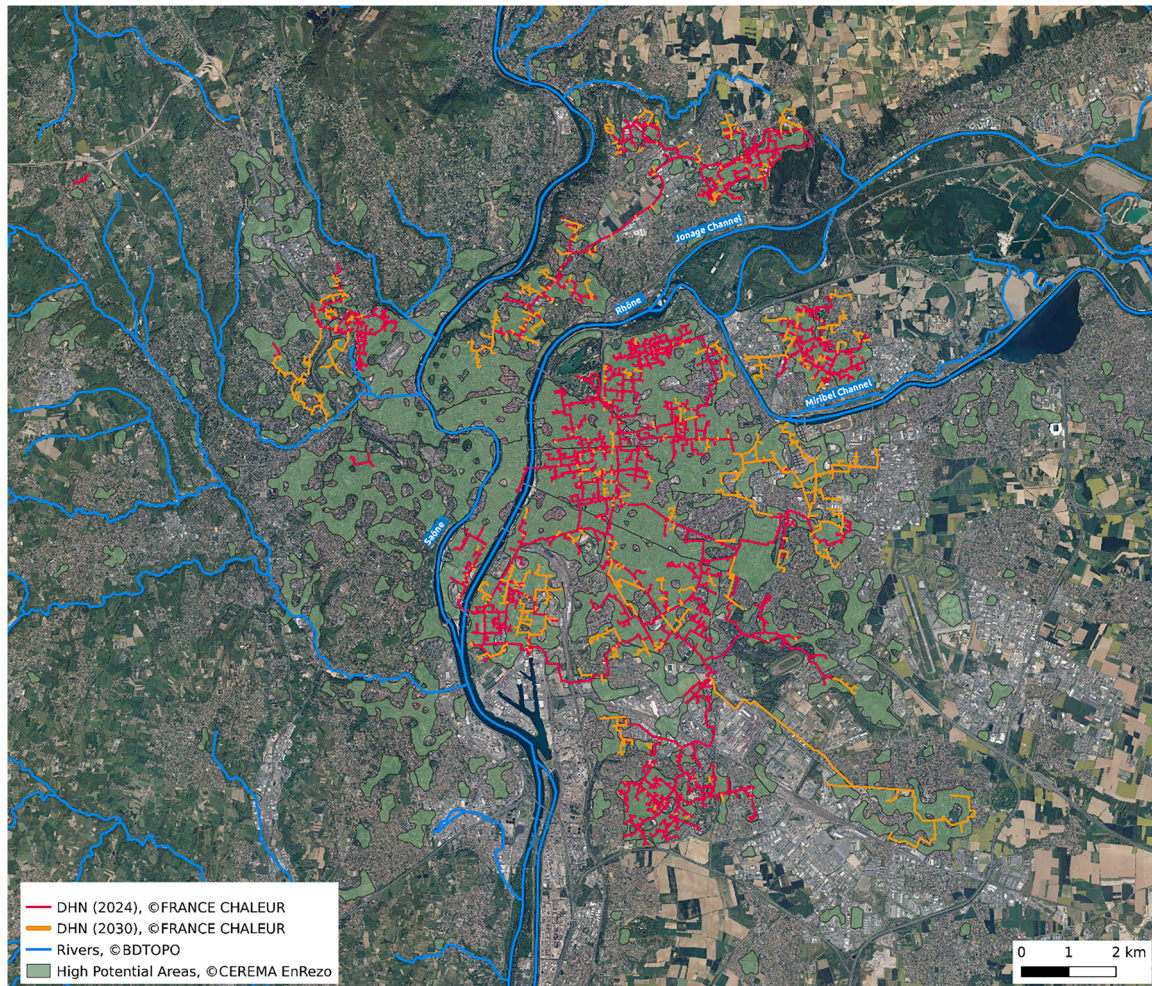 Jonage Channel
Rhône
Miribel Channel
Saône
DHN (2024), ©FRANCE CHALEUR
DHN (2030), ©FRANCE CHALEUR
Rivers, ©BDTOPO
High Potential Areas, ©CEREMA EnRezo
0 1 2 km